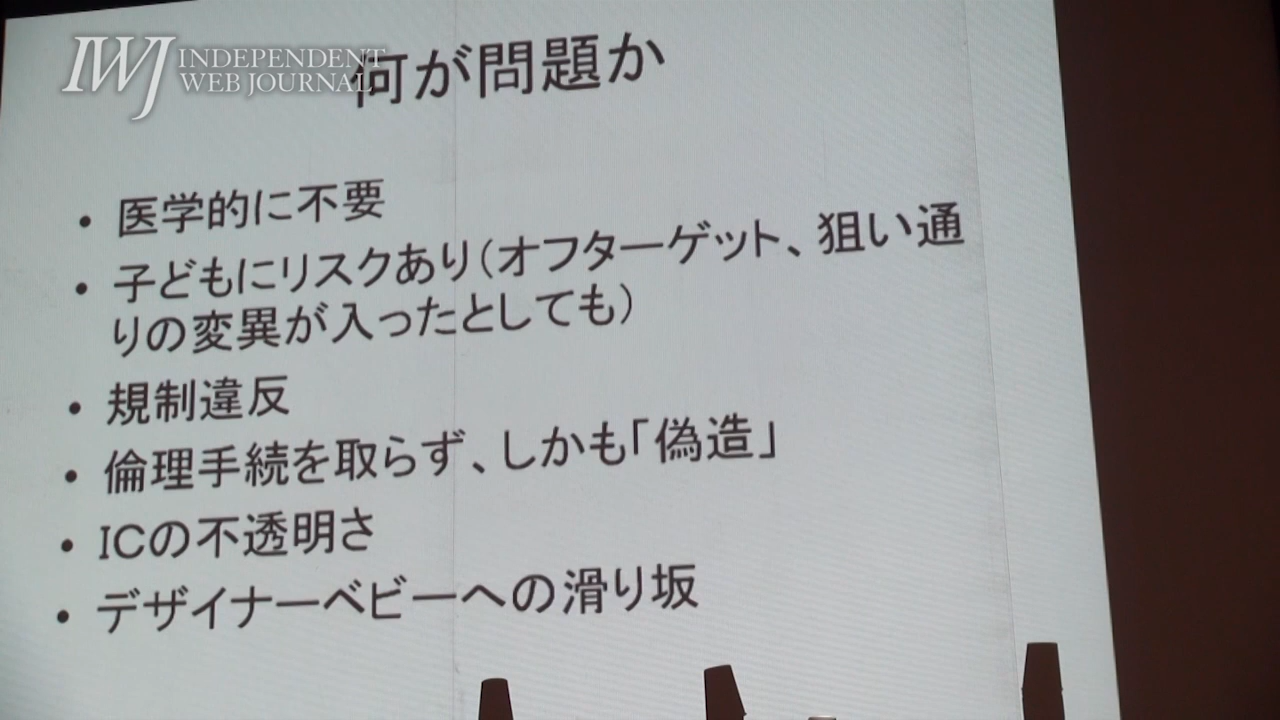 IWJ INDEPENDENT
WEB JOURNAL
何が問題か
• 医学的に不要
• 子どもにリスクあり(オフターゲット、狙い通
りの変異が入ったとしても)
• 規制違反
• 倫理手続を取らず、しかも「偽造」
• ICの不透明さ
• デザイナーベビーへの滑り坂